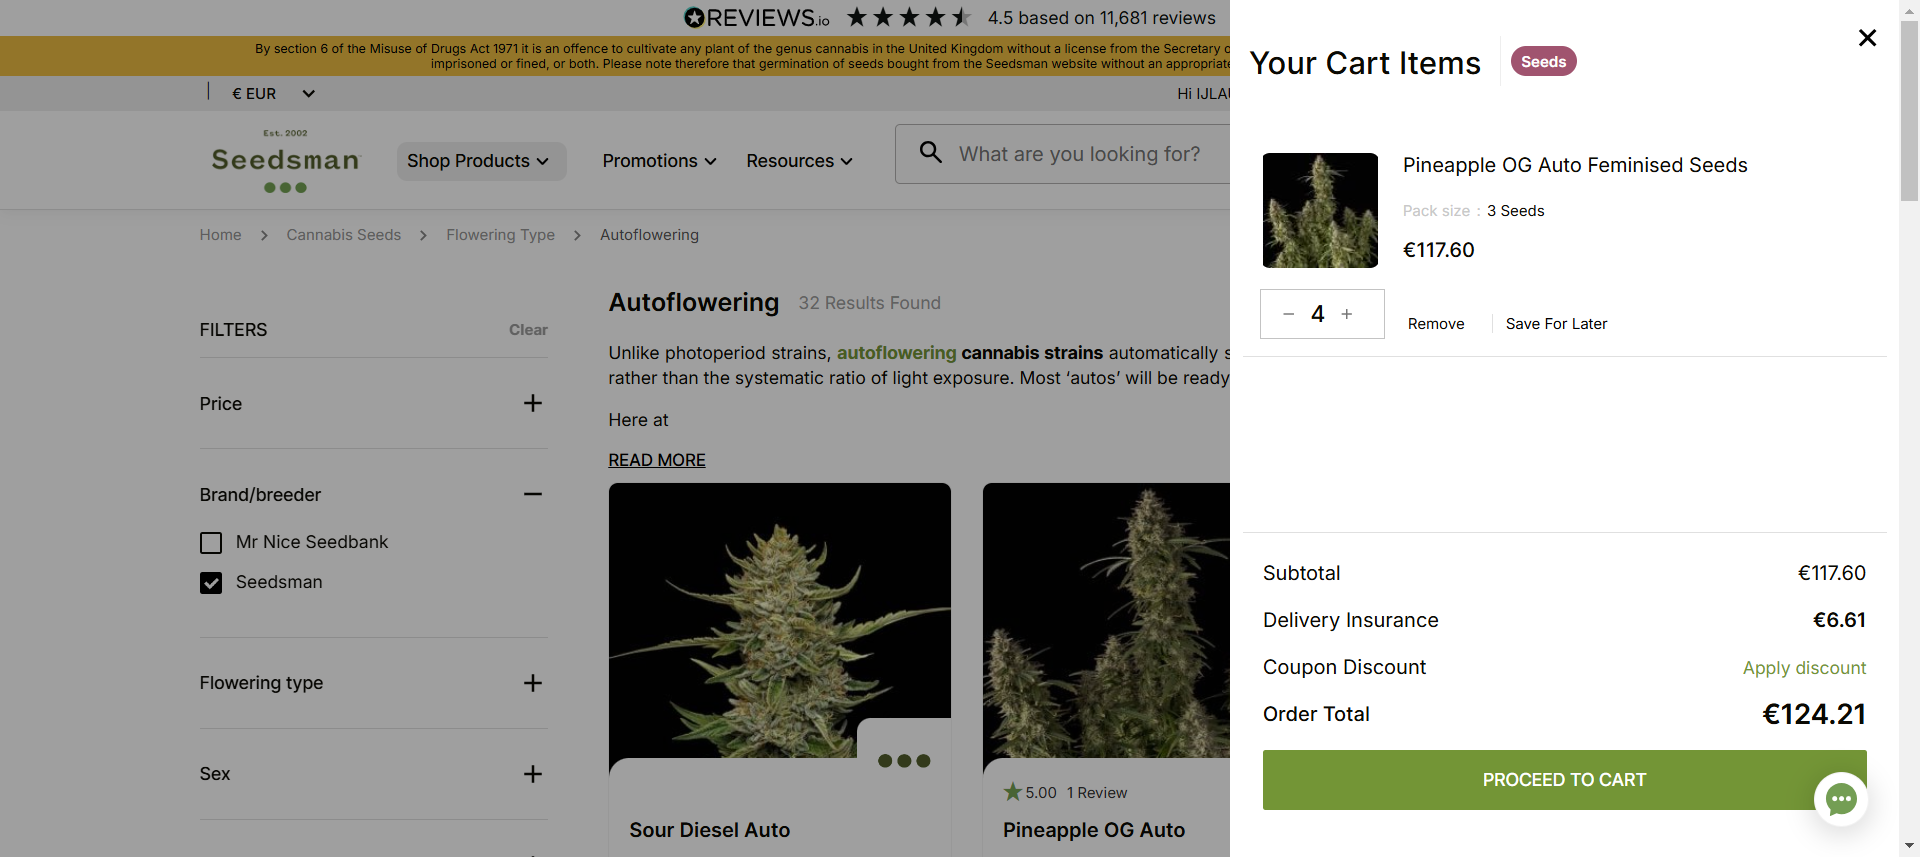 REVIEWS.io 4.5 based on 11,681 reviews
By section 6 of the Misuse of Drugs Act 1971 it is an offence to cultivate any plant of the genus cannabis in the United Kingdom without a license from the Secretary o
imprisoned or fined, or both. Please note therefore that germination of seeds bought from the Seedsman website without an appropriate
€ EUR
Hi IJLAU
Est. 2002
Seedsman
Shop Products
Promotions
Resources
What are you looking for?
Home > Cannabis Seeds > Flowering Type > Autoflowering
FILTERS
Clear
Price
Brand/breeder
Mr Nice Seedbank
Seedsman
Flowering type
Sex
Autoflowering 32 Results Found
Unlike photoperiod strains, autoflowering cannabis strains automatically s
rather than the systematic ratio of light exposure. Most ‘autos’ will be ready
Here at
READ MORE
Sour Diesel Auto
5.00 1 Review
Pineapple OG Auto
Your Cart Items
Seeds
Pineapple OG Auto Feminised Seeds
Pack size : 3 Seeds
€117.60
− 4 +
Remove
Save For Later
Subtotal €117.60
Delivery Insurance €6.61
Coupon Discount Apply discount
Order Total €124.21
PROCEED TO CART